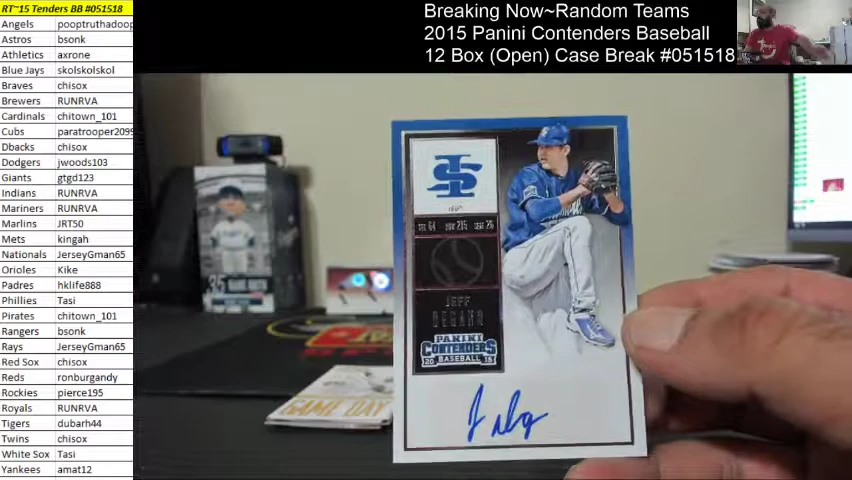 RT~15 Tenders BB #051518
Angels pooptruthadoop
Astros bsonk
Athletics axrone
Blue Jays skolskolskol
Braves chisox
Brewers RUNRVA
Cardinals chitown_101
Cubs paratrooper2099
Dbacks chisox
Dodgers jwoods103
Giants gtgd123
Indians RUNRVA
Mariners RUNRVA
Marlins JRT50
Mets kingah
Nationals JerseyGman65
Orioles Kike
Padres hklife888
Phillies Tasi
Pirates chitown_101
Rangers bsonk
Rays JerseyGman65
Red Sox chisox
Reds ronburgandy
Rockies pierce195
Royals RUNRVA
Tigers dubarh44
Twins chisox
White Sox Tasi
Yankees amat12
Breaking Now~Random Teams
2015 Panini Contenders Baseball
12 Box (Open) Case Break #051518
JEFF
DEGANO
PANINI
CONTENDERS
20 BASEBALL 15
GAME DAY
35